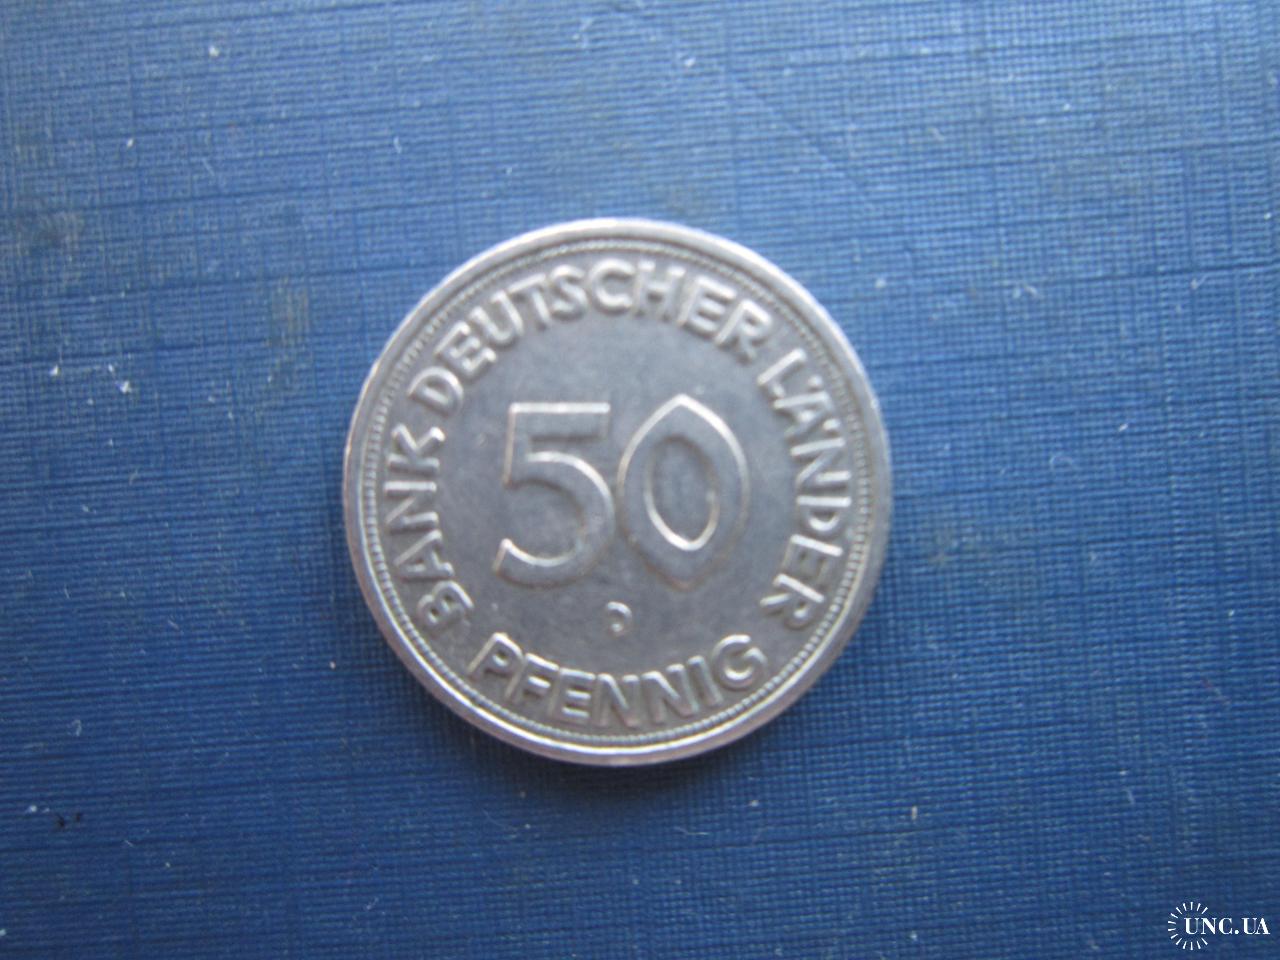 BANK DEUTSCHER LÄNDER
50
D
PFENNIG
UNC.UA